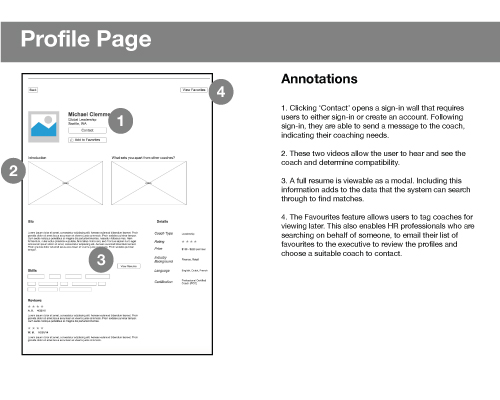 Profile Page
Back
View Favorites
4
Michael Clemme
Global Leadership
Seattle, WA
1
Contact
Add to Favorites
Introduction
What sets you apart from other coaches?
2
Bio
Details
Coach Type
Rating
Price
Industry
Background
Language
Certification
3
View Resume
Skills
Reviews
Annotations
1. Clicking 'Contact' opens a sign-in wall that requires
users to either sign-in or create an account. Following
sign-in, they are able to send a message to the coach,
indicating their coaching needs.
2. These two videos allow the user to hear and see the
coach and determine compatibility.
3. A full resume is viewable as a modal. Including this
information adds to the data that the system can search
through to find matches.
4. The Favourites feature allows users to tag coaches for
viewing later. This also enables HR professionals who are
searching on behalf of someone, to email their list of
favourites to the executive to review the profiles and
choose a suitable coach to contact.